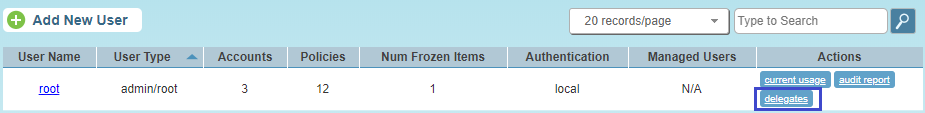 Add New User 20 records/page Type to Search
User Name User Type Accounts Policies Num Frozen Items Authentication Managed Users Actions
root admin/root 3 12 1 local N/A current usage audit report
delegates